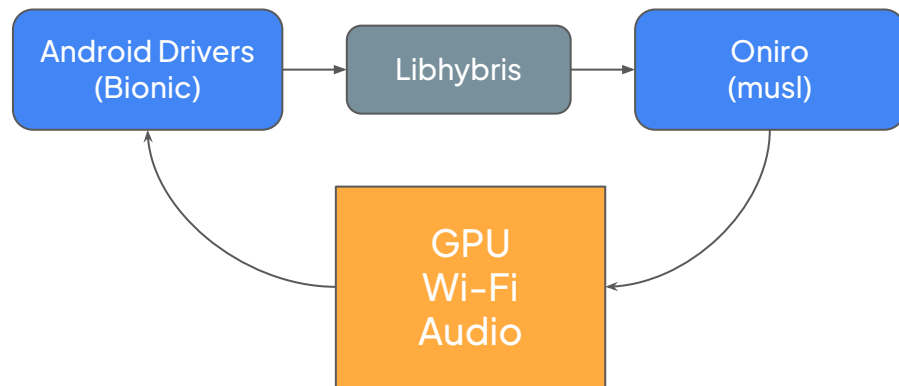 Android Drivers
(Bionic)
Libhybris
Oniro
(musl)
GPU
Wi-Fi
Audio